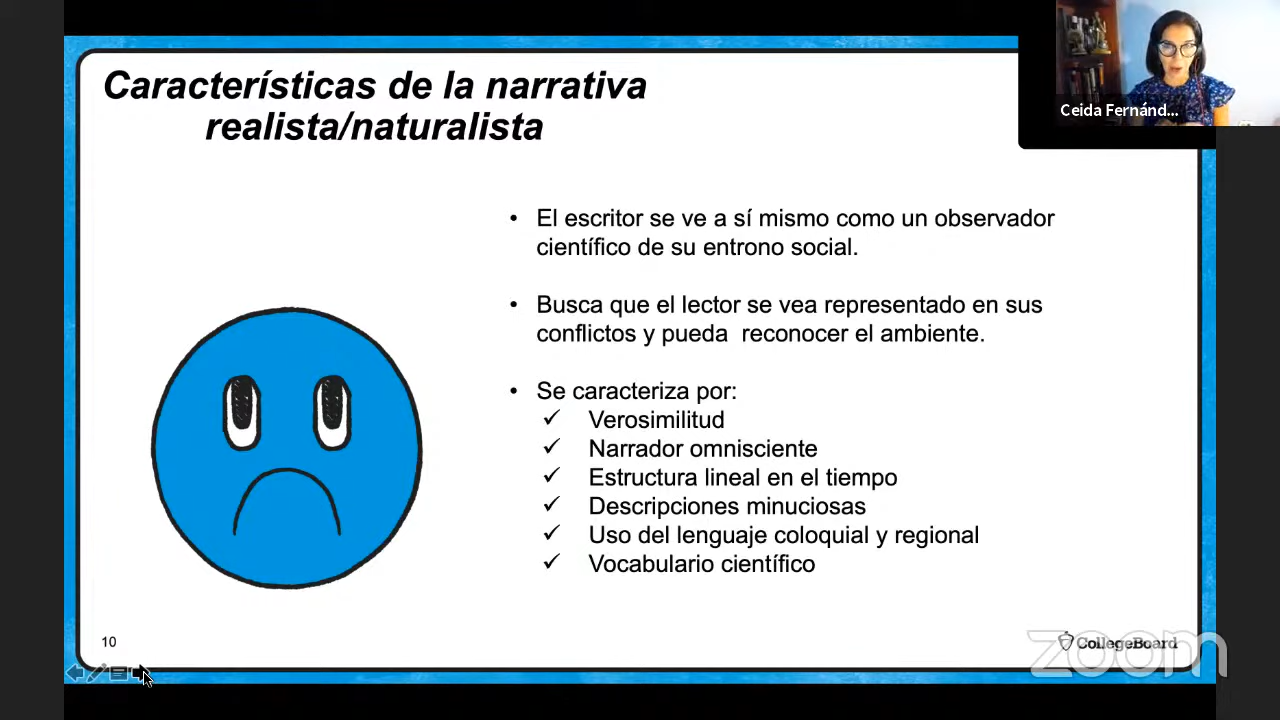 Características de la narrativa
realista/naturalista
Ceida Fernánd...
• El escritor se ve a sí mismo como un observador
científico de su entrono social.
• Busca que el lector se vea representado en sus
conflictos y pueda reconocer el ambiente.
• Se caracteriza por:
✓ Verosimilitud
✓ Narrador omnisciente
✓ Estructura lineal en el tiempo
✓ Descripciones minuciosas
✓ Uso del lenguaje coloquial y regional
✓ Vocabulario científico
10
CollegeBoard
zoom